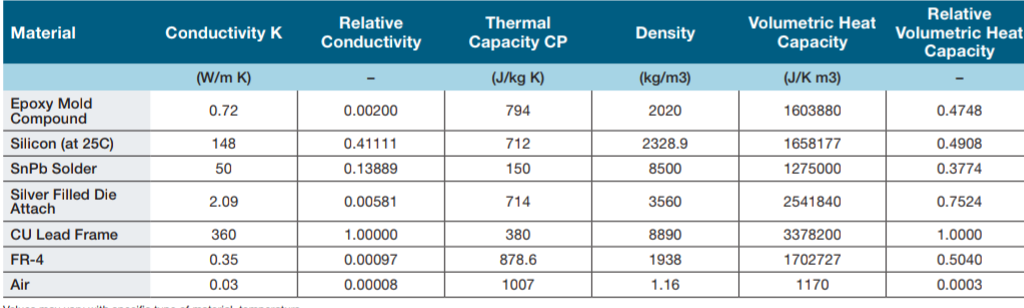 Material Conductivity K Relative Conductivity Thermal Capacity CP Density Volumetric Heat Capacity Relative Volumetric Heat Capacity
(W/m K) – (J/kg K) (kg/m3) (J/K m3) –
Epoxy Mold Compound 0.72 0.00200 794 2020 1603880 0.4748
Silicon (at 25C) 148 0.41111 712 2328.9 1658177 0.4908
SnPb Solder 50 0.13889 150 8500 1275000 0.3774
Silver Filled Die Attach 2.09 0.00581 714 3560 2541840 0.7524
CU Lead Frame 360 1.00000 380 8890 3378200 1.0000
FR-4 0.35 0.00097 878.6 1938 1702727 0.5040
Air 0.03 0.00008 1007 1.16 1170 0.0003